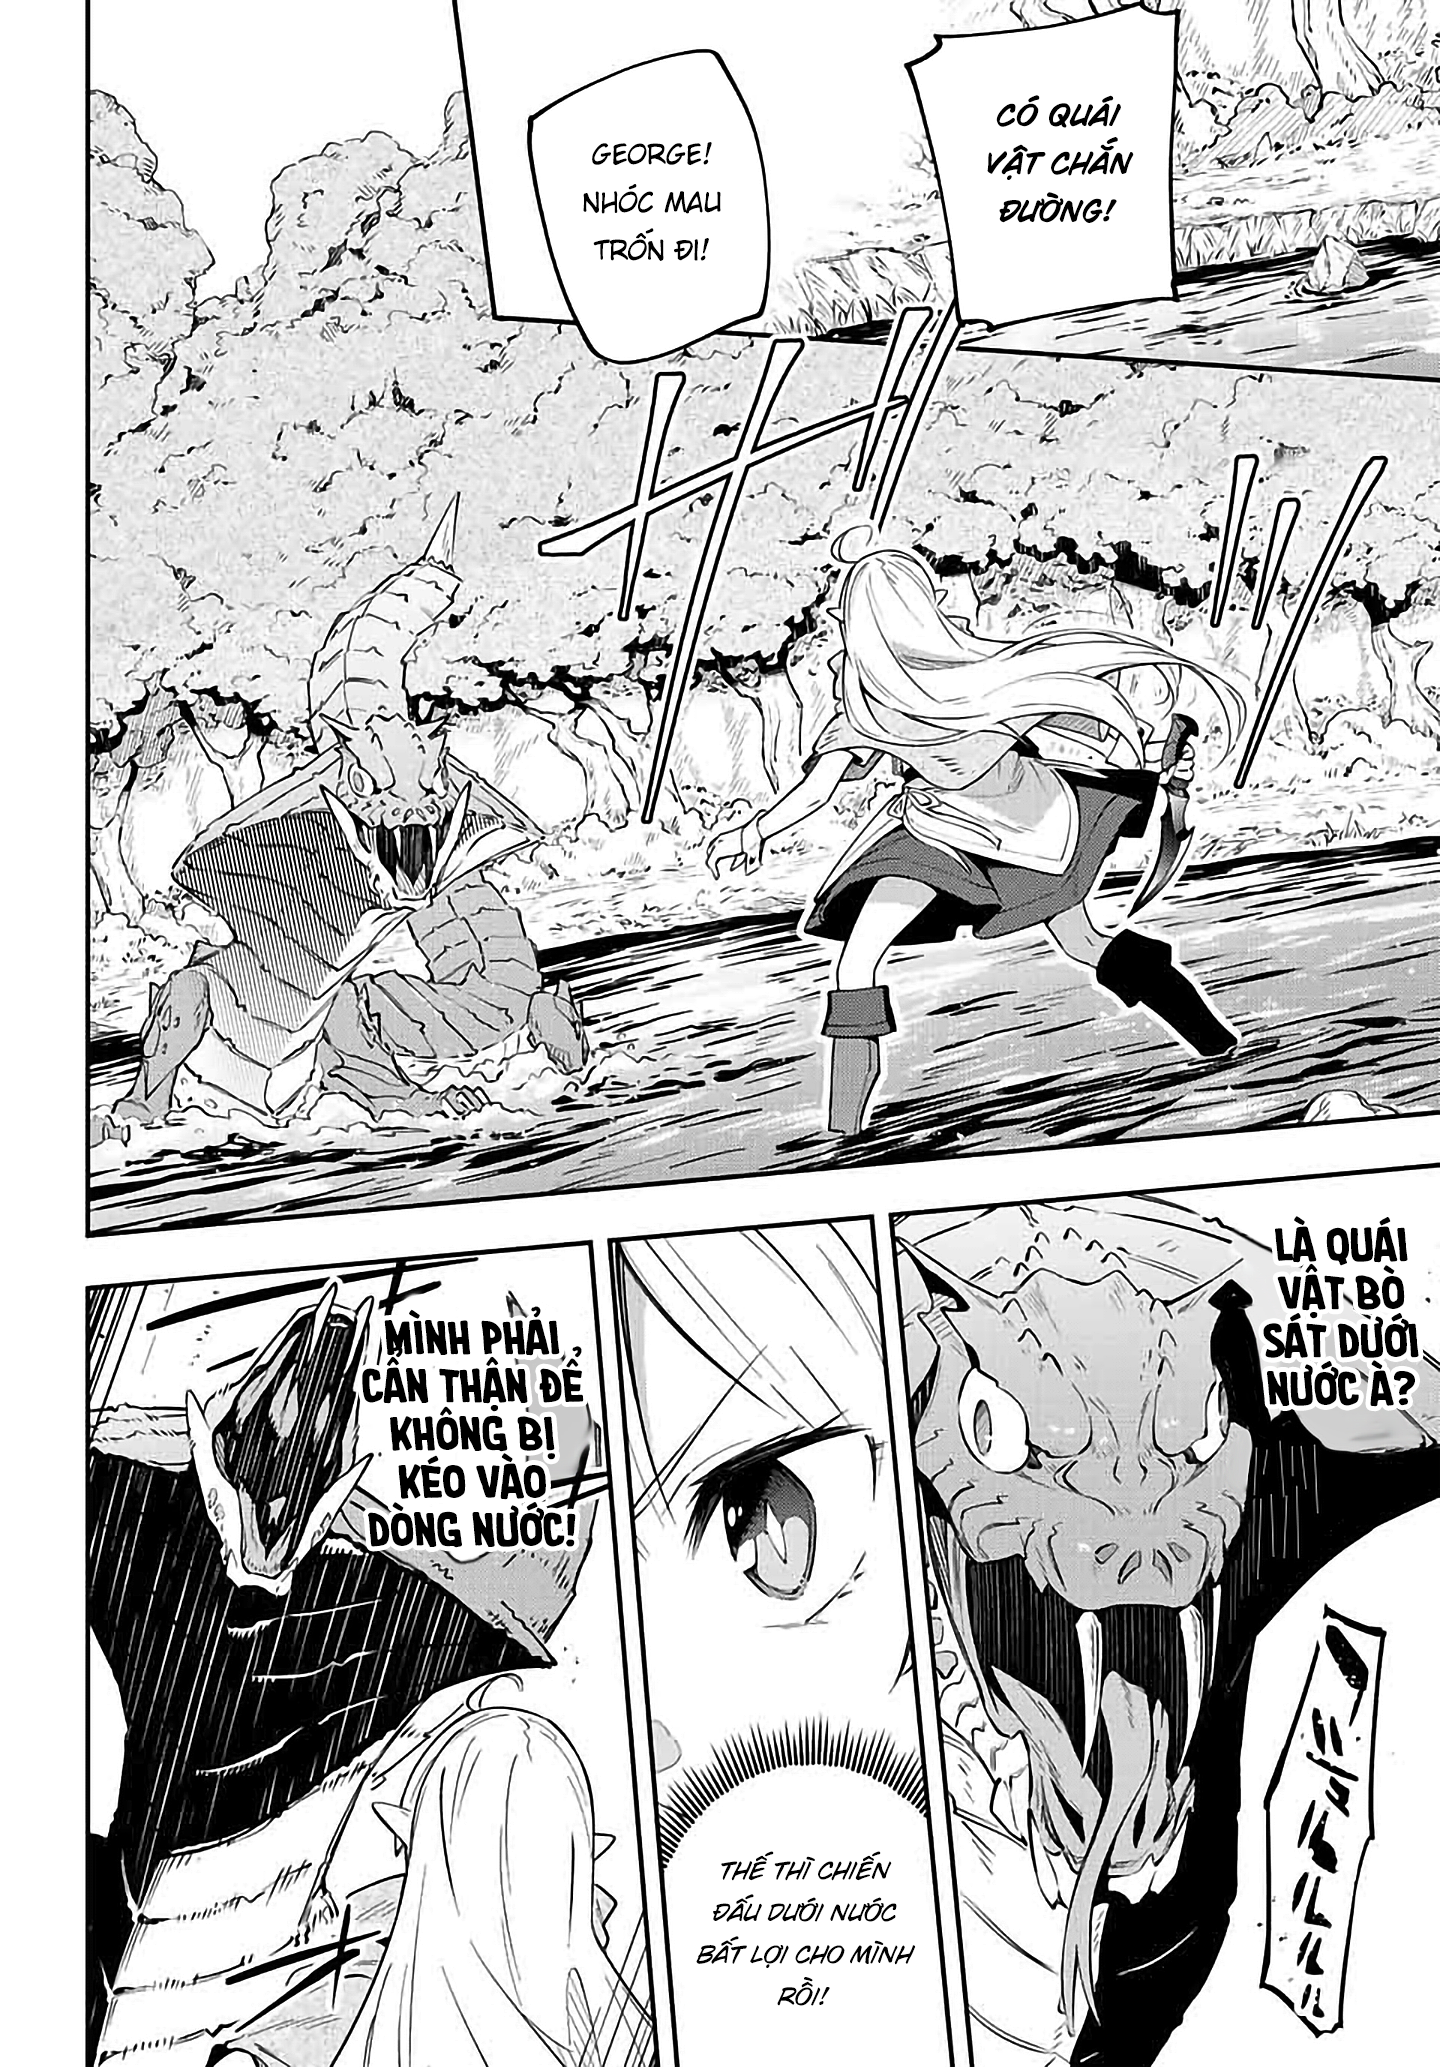 CÓ QUÁI
VẬT CHẮN
ĐƯỜNG!
GEORGE!
NHÓC MAU
TRỐN ĐI!
LÀ QUÁI
VẬT BÒ
SÁT DƯỚI
NƯỚC À?
THẾ THÌ CHIẾN
ĐẤU DƯỚI NƯỚC
BẤT LỢI CHO MÌNH
RỒI!
MÌNH PHẢI
CẨN THẬN ĐỂ
KHÔNG BỊ
KÉO VÀO
DÒNG NƯỚC!